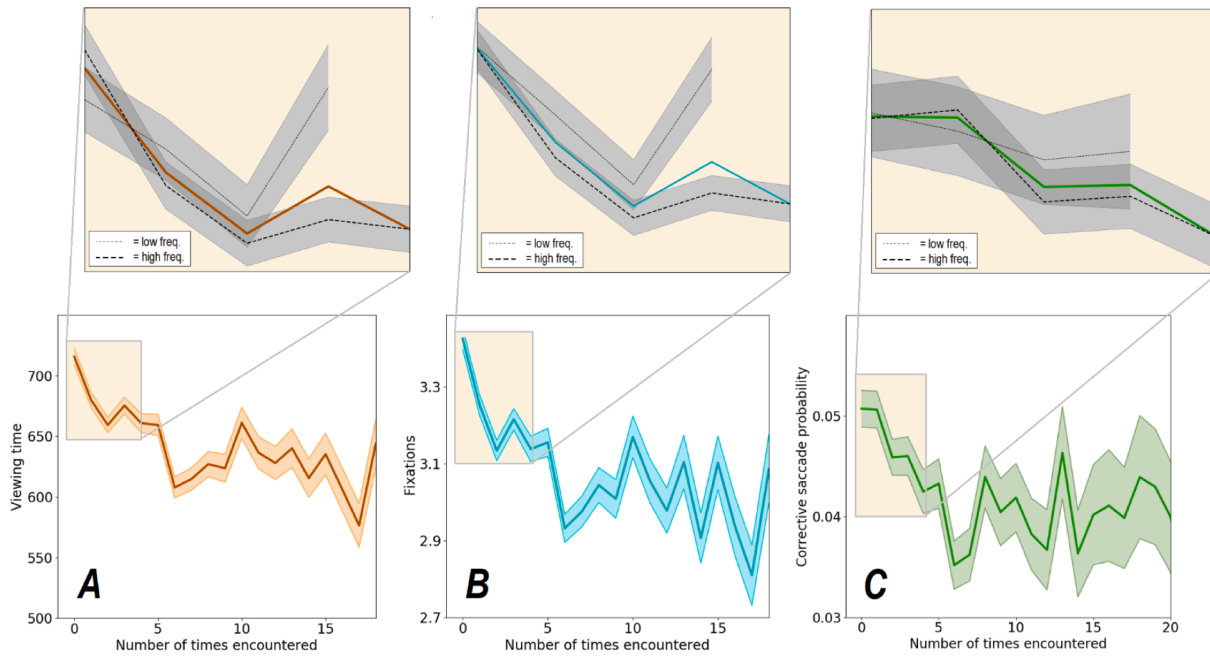 = low freq.
= high freq.
= low freq.
= high freq.
= low freq.
= high freq.
Viewing time
700
650
600
550
500
0
5
10
15
Number of times encountered
A
Fixations
3.3
3.1
2.9
2.7
0
5
10
15
Number of times encountered
B
Corrective saccade probability
0.05
0.04
0.03
0
5
10
15
20
Number of times encountered
C